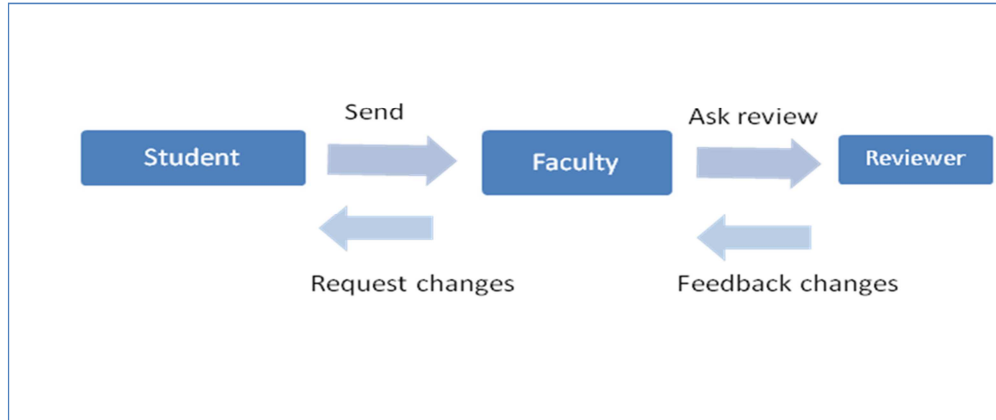 Send
Ask review
Student
Faculty
Reviewer
Request changes
Feedback changes